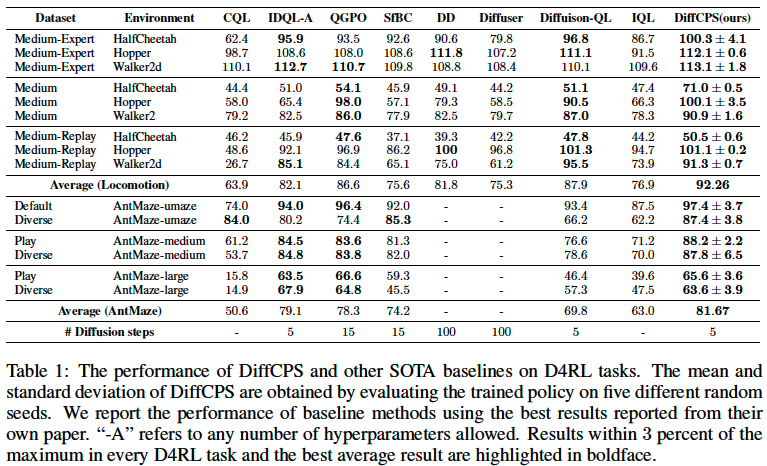 Dataset Environment CQL IDQL-A QGPO SfBC DD Diffuser Diffuison-QL IQL DiffCPS(ours)
Medium-Expert HalfCheetah 62.4 95.9 93.5 92.6 90.6 79.8 96.8 86.7 100.3 ± 4.1
Medium-Expert Hopper 98.7 108.6 108.0 108.6 111.8 107.2 111.1 91.5 112.1 ± 0.6
Medium-Expert Walker2d 110.1 112.7 110.7 109.8 108.8 108.4 110.1 109.6 113.1 ± 1.8
Medium HalfCheetah 44.4 51.0 54.1 45.9 49.1 44.2 51.1 47.4 71.0 ± 0.5
Medium Hopper 58.0 65.4 98.0 57.1 79.3 58.5 90.5 66.3 100.1 ± 3.5
Medium Walker2 79.2 82.5 86.0 77.9 82.5 79.7 87.0 78.3 90.9 ± 1.6
Medium-Replay HalfCheetah 46.2 45.9 47.6 37.1 39.3 42.2 47.8 44.2 50.5 ± 0.6
Medium-Replay Hopper 48.6 92.1 96.9 86.2 100 96.8 101.3 94.7 101.1 ± 0.2
Medium-Replay Walker2d 26.7 85.1 84.4 65.1 75.0 61.2 95.5 73.9 91.3 ± 0.7
Average (Locomotion) 63.9 82.1 86.6 75.6 81.8 75.3 87.9 76.9 92.26
Default AntMaze-umaze 74.0 94.0 96.4 92.0 - - 93.4 87.5 97.4 ± 3.7
Diverse AntMaze-umaze 84.0 80.2 74.4 85.3 - - 66.2 62.2 87.4 ± 3.8
Play AntMaze-medium 61.2 84.5 83.6 81.3 - - 76.6 71.2 88.2 ± 2.2
Diverse AntMaze-medium 53.7 84.8 83.8 82.0 - - 78.6 70.0 87.8 ± 6.5
Play AntMaze-large 15.8 63.5 66.6 59.3 - - 46.4 39.6 65.6 ± 3.6
Diverse AntMaze-large 14.9 67.9 64.8 45.5 - - 57.3 47.5 63.6 ± 3.9
Average (AntMaze) 50.6 79.1 78.3 74.2 - - 69.8 63.0 81.67
# Diffusion steps - 5 15 15 100 100 5 - 5
Table 1: The performance of DiffCPS and other SOTA baselines on D4RL tasks. The mean and
standard deviation of DiffCPS are obtained by evaluating the trained policy on five different random
seeds. We report the performance of baseline methods using the best results reported from their
own paper. “-A” refers to any number of hyperparameters allowed. Results within 3 percent of the
maximum in every D4RL task and the best average result are highlighted in boldface.